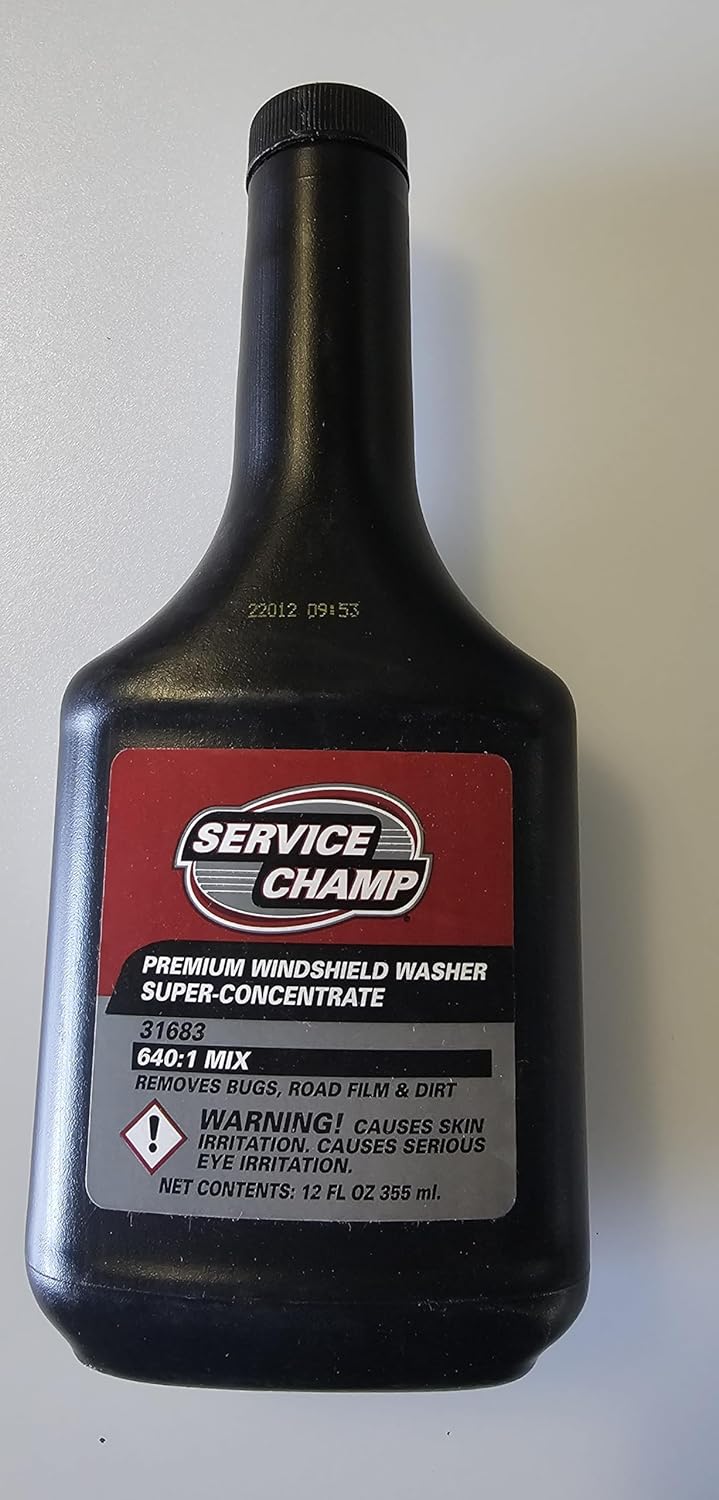 22012 09:53
SERVICE
CHAMP
PREMIUM WINDSHIELD WASHER
SUPER-CONCENTRATE
31683
640:1 MIX
REMOVES BUGS, ROAD FILM & DIRT
WARNING! CAUSES SKIN
IRRITATION. CAUSES SERIOUS
EYE IRRITATION.
NET CONTENTS: 12 FL OZ 355 ml.